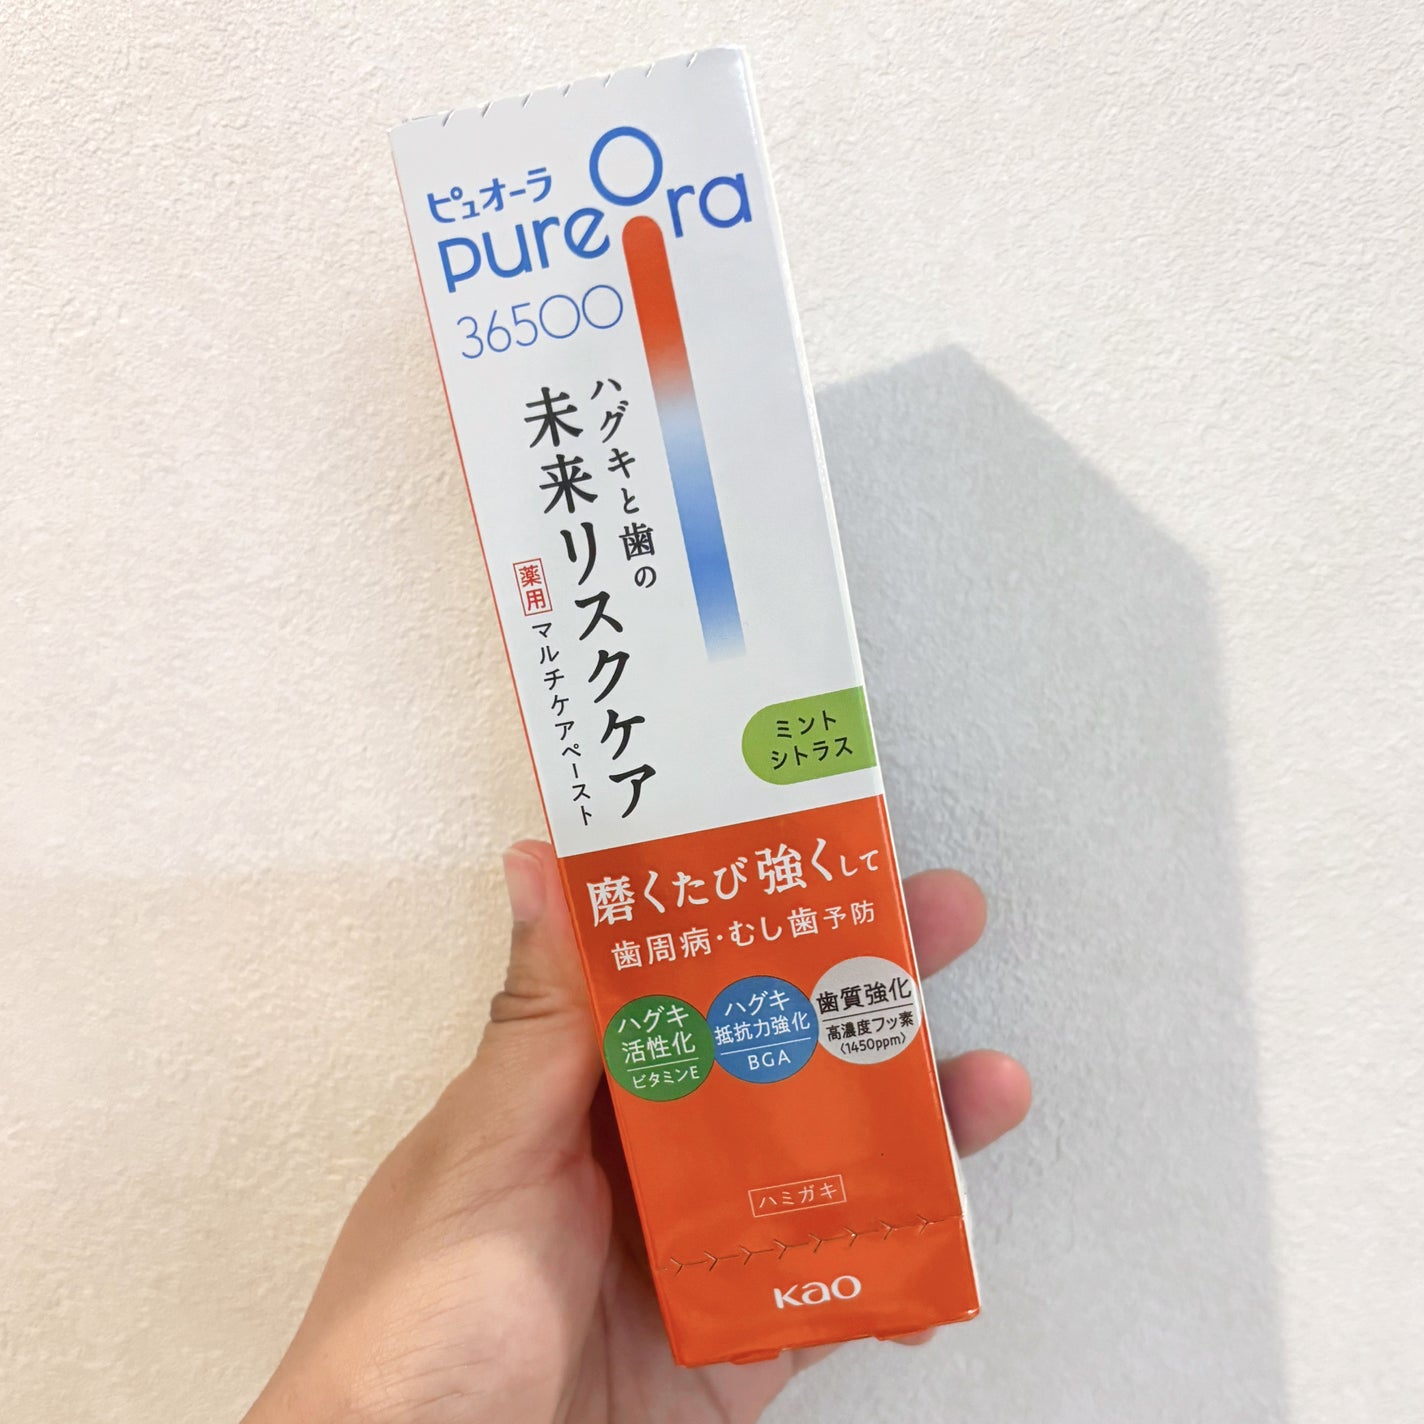 ピュオーラ
pureOra
36500
ハグキと歯の
未来リスクケア
薬用
マルチケアペースト
ミント
シトラス
磨くたび強くして
歯周病・むし歯予防
ハグキ
活性化
ビタミンE
ハグキ
抵抗力強化
BGA
歯質強化
高濃度フッ素
〈1450ppm〉
ハミガキ
Kao